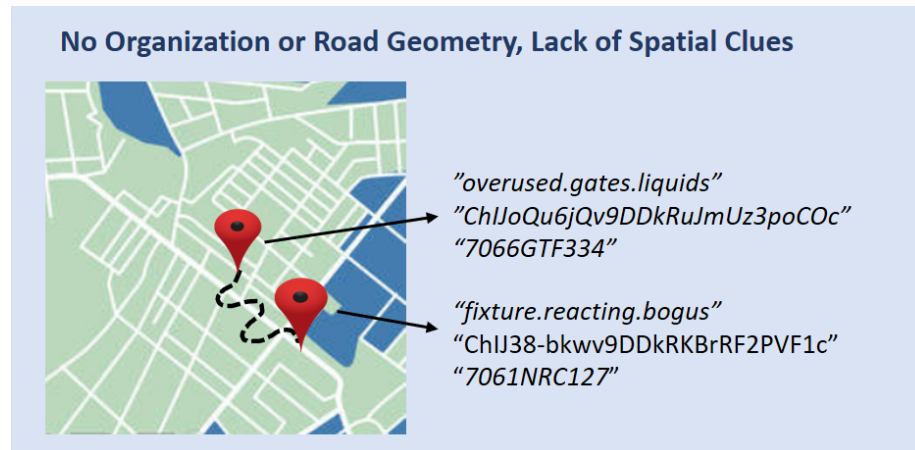 No Organization or Road Geometry, Lack of Spatial Clues
”overused.gates.liquids”
”ChIJoQu6jQv9DDkRuJmUz3poCOc”
“7066GTF334”
“fixture.reacting.bogus”
“ChIJ38-bkwv9DDkRKBrRF2PVF1c”
“7061NRC127”